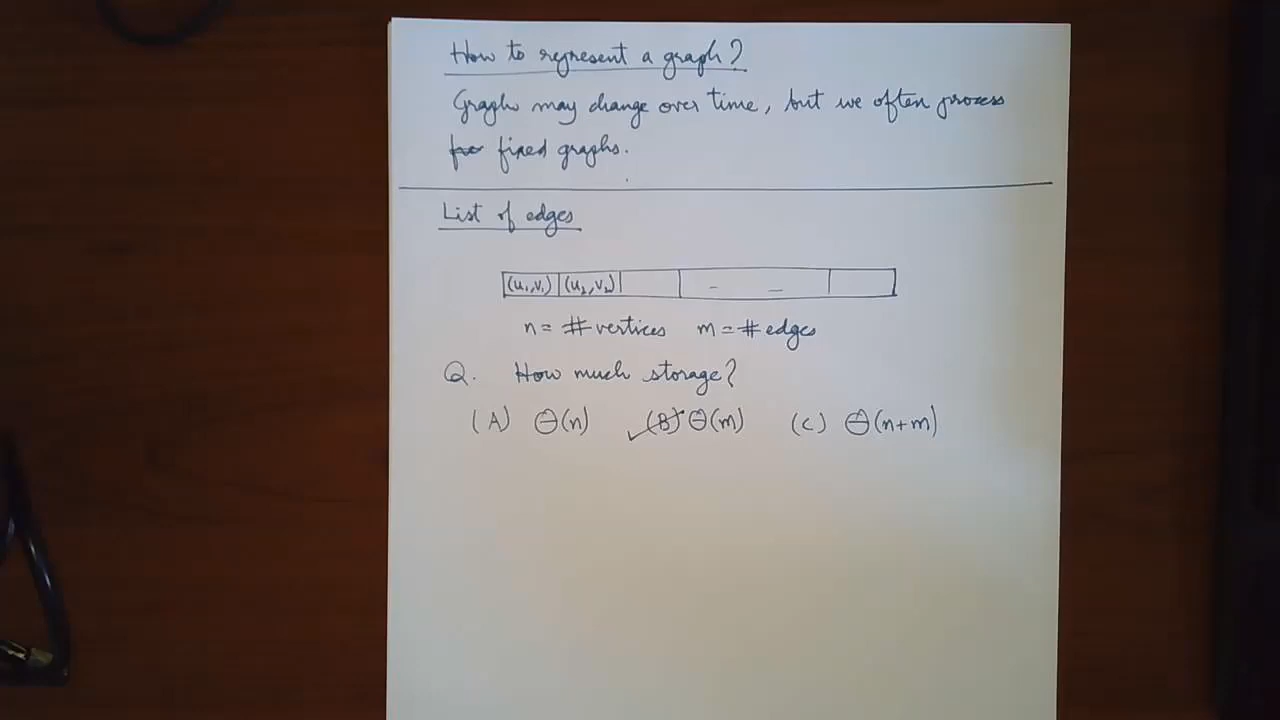 How to represent a graph?
Graphs may change over time, but we often process
fixed graphs.
List of edges
(u₁,v₁) (u₂,v₂) - -
n = # vertices m = # edges
Q. How much storage?
(A) Θ(n) (B) Θ(m) (C) Θ(n+m)